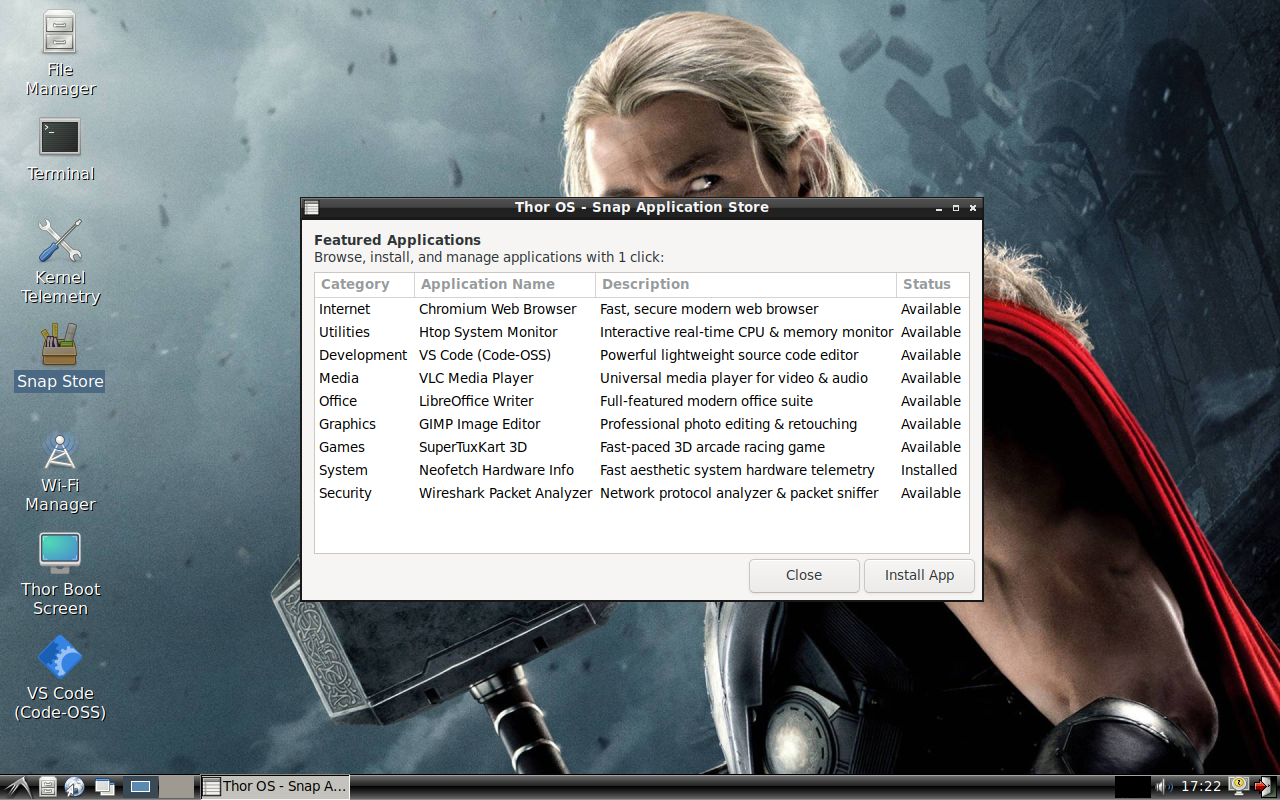 File
Manager
Terminal
Kernel
Telemetry
Snap Store
Wi-Fi
Manager
Thor Boot
Screen
VS Code
(Code-OSS)
Thor OS - Snap Application Store
Featured Applications
Browse, install, and manage applications with 1 click:
Category Application Name Description Status
Internet Chromium Web Browser Fast, secure modern web browser Available
Utilities Htop System Monitor Interactive real-time CPU & memory monitor Available
Development VS Code (Code-OSS) Powerful lightweight source code editor Available
Media VLC Media Player Universal media player for video & audio Available
Office LibreOffice Writer Full-featured modern office suite Available
Graphics GIMP Image Editor Professional photo editing & retouching Available
Games SuperTuxKart 3D Fast-paced 3D arcade racing game Available
System Neofetch Hardware Info Fast aesthetic system hardware telemetry Installed
Security Wireshark Packet Analyzer Network protocol analyzer & packet sniffer Available
Close Install App
Thor OS - Snap A... 17:22